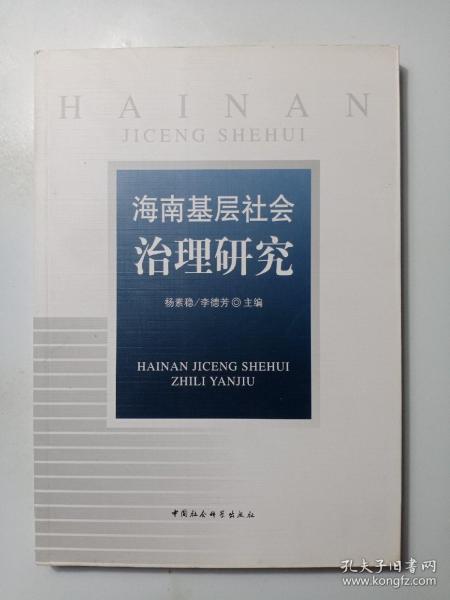 HAINAN
JICENG SHEHUI
海南基层社会
治理研究
杨素稳/李德芳◎主编
HAINAN JICENG SHEHUI
ZHILI YANJIU
中国社会科学出版社
孔夫子旧书网
www.kongfz.com